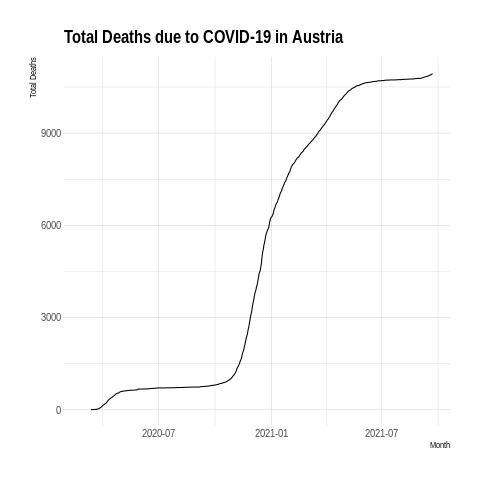 Total Deaths due to COVID-19 in Austria
Total Deaths
9000
6000
3000
0
2020-07 2021-01 2021-07
Month